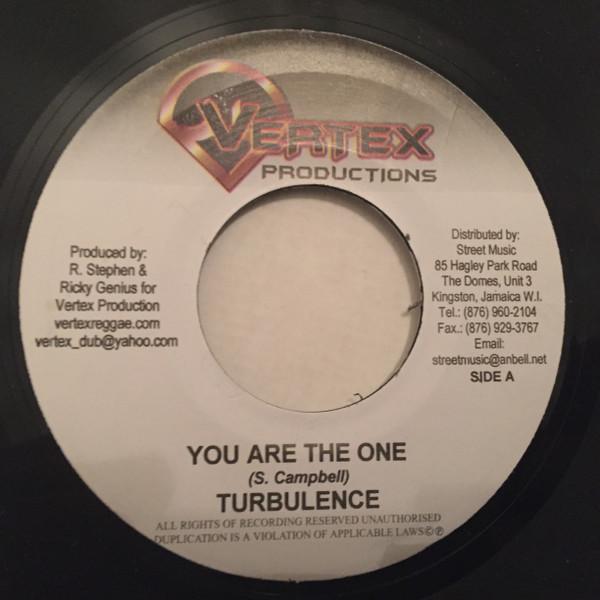 VERTEX
PRODUCTIONS
Produced by:
R. Stephen &
Ricky Genius for
Vertex Production
vertexreggae.com
vertex_dub@yahoo.com
Distributed by:
Street Music
85 Hagley Park Road
The Domes, Unit 3
Kingston, Jamaica W.I.
Tel.: (876) 960-2104
Fax.: (876) 929-3767
Email:
streetmusic@anbell.net
SIDE A
YOU ARE THE ONE
(S. Campbell)
TURBULENCE
ALL RIGHTS OF RECORDING RESERVED UNAUTHORISED
DUPLICATION IS A VIOLATION OF APPLICABLE LAWS©℗